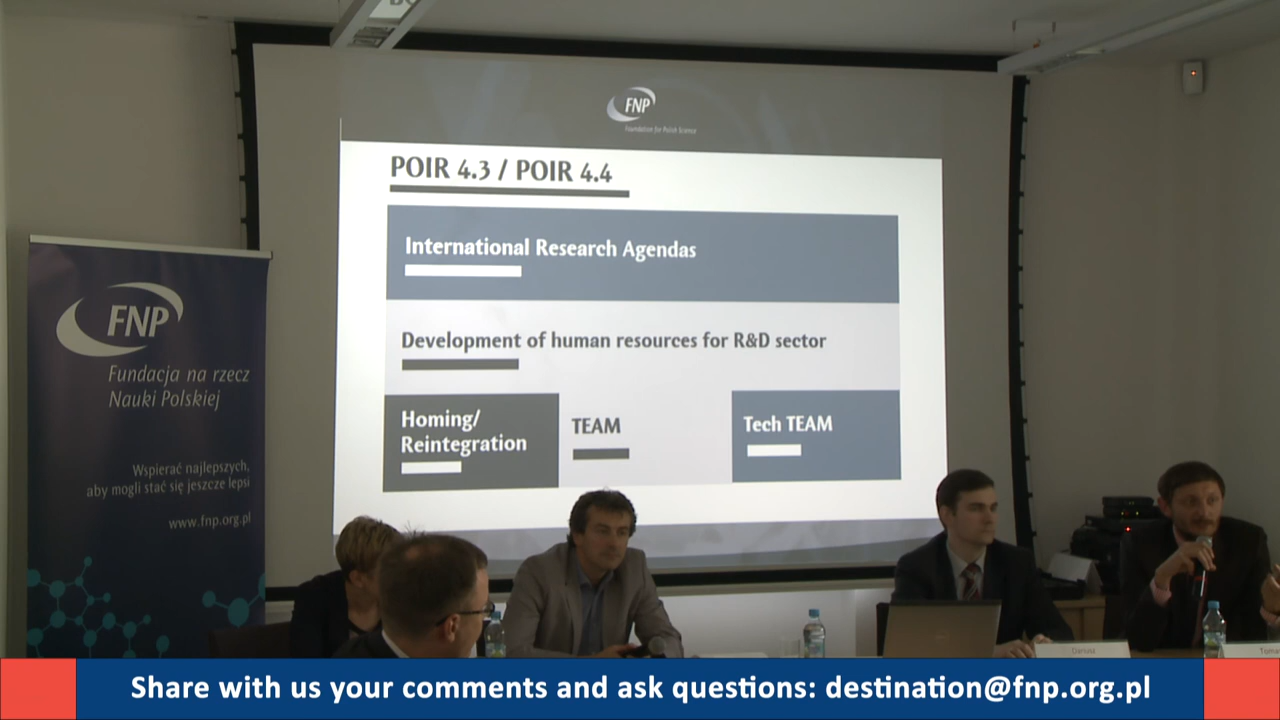 FNP
Foundation for Polish Science
POIR 4.3 / POIR 4.4
International Research Agendas
Development of human resources for R&D sector
Homing/
Reintegration
TEAM
Tech TEAM
FNP
Fundacja na rzecz
Nauki Polskiej
Wspierać najlepszych,
aby mogli stać się jeszcze lepsi
www.fnp.org.pl
Dariusz
Share with us your comments and ask questions: destination@fnp.org.pl